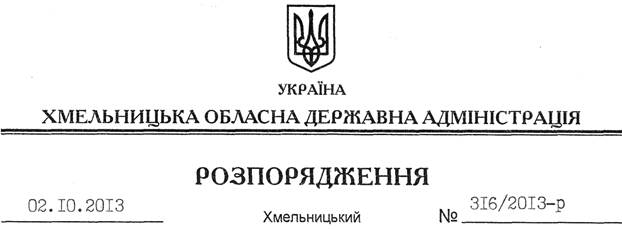 УКРАЇНА
ХМЕЛЬНИЦЬКА ОБЛАСНА ДЕРЖАВНА АДМІНІСТРАЦІЯ
РОЗПОРЯДЖЕННЯ
02.10.2013 Хмельницький № 316/2013-р